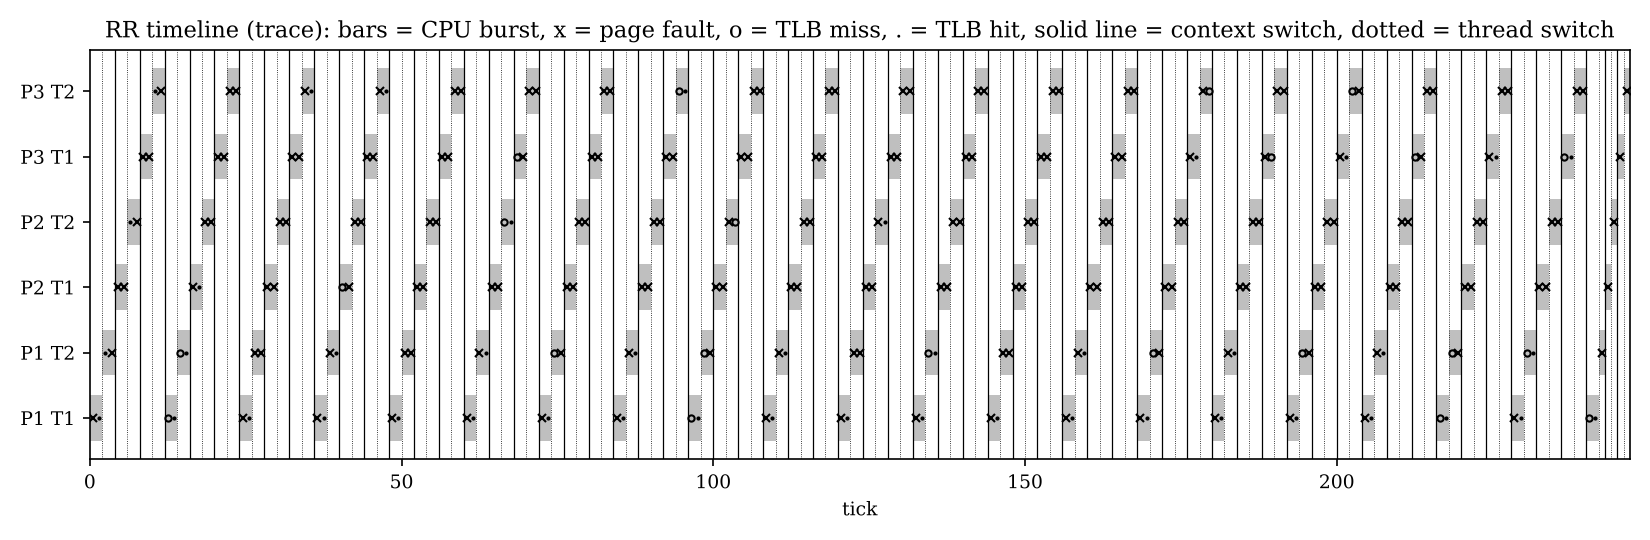 RR timeline (trace): bars = CPU burst, x = page fault, o = TLB miss, . = TLB hit, solid line = context switch, dotted = thread switch
P3 T2
P3 T1
P2 T2
P2 T1
P1 T2
P1 T1
0 50 100 150 200
tick